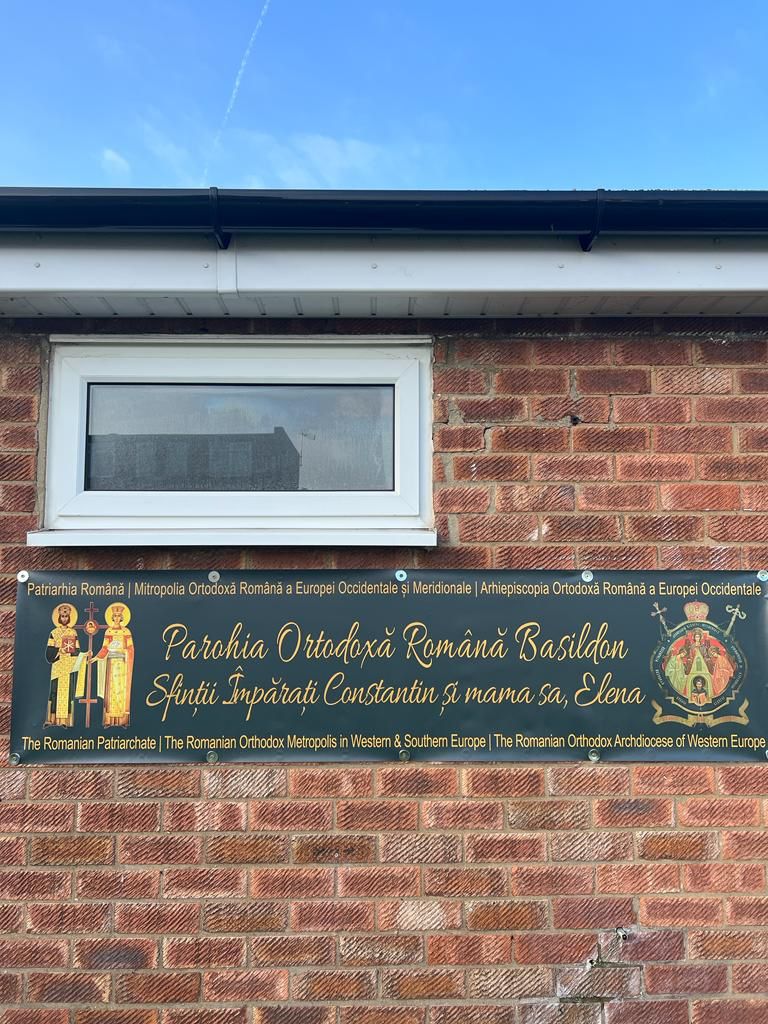 Patriarhia Română | Mitropolia Ortodoxă Română a Europei Occidentale și Meridionale | Arhiepiscopia Ortodoxă Română a Europei Occidentale
Parohia Ortodoxă Română Basildon
Sfinții Împărați Constantin și mama sa, Elena
The Romanian Patriarchate | The Romanian Orthodox Metropolis in Western & Southern Europe | The Romanian Orthodox Archdiocese of Western Europe